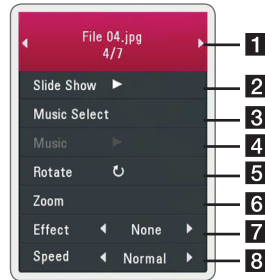 File 04.jpg
4/7
1
Slide Show
2
Music Select
3
Music
4
Rotate
5
Zoom
6
Effect None
7
Speed Normal
8